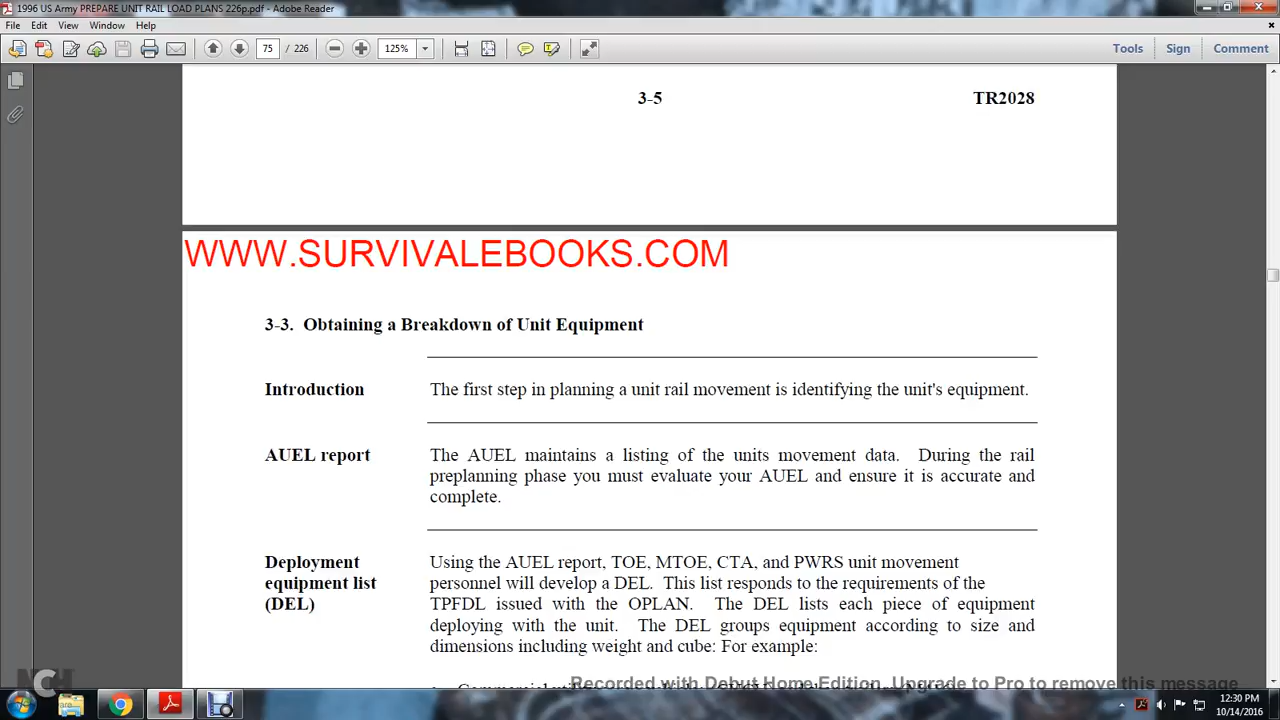 1996 US Army PREPARE UNIT RAIL LOAD PLANS 226p.pdf - Adobe Reader
File Edit View Window Help
75 / 226 125% Tools Sign Comment
3-5 TR2028
WWW.SURVIVALEBOOKS.COM
3-3. Obtaining a Breakdown of Unit Equipment
Introduction The first step in planning a unit rail movement is identifying the unit's equipment.
AUEL report The AUEL maintains a listing of the units movement data. During the rail
preplanning phase you must evaluate your AUEL and ensure it is accurate and
complete.
Deployment Using the AUEL report, TOE, MTOE, CTA, and PWRS unit movement
equipment list personnel will develop a DEL. This list responds to the requirements of the
(DEL) TPFDL issued with the OPLAN. The DEL lists each piece of equipment
deploying with the unit. The DEL groups equipment according to size and
dimensions including weight and cube: For example:
Recorded with Debut Home Edition. Upgrade to Pro to remove this message
NCH
12:30 PM
10/14/2016